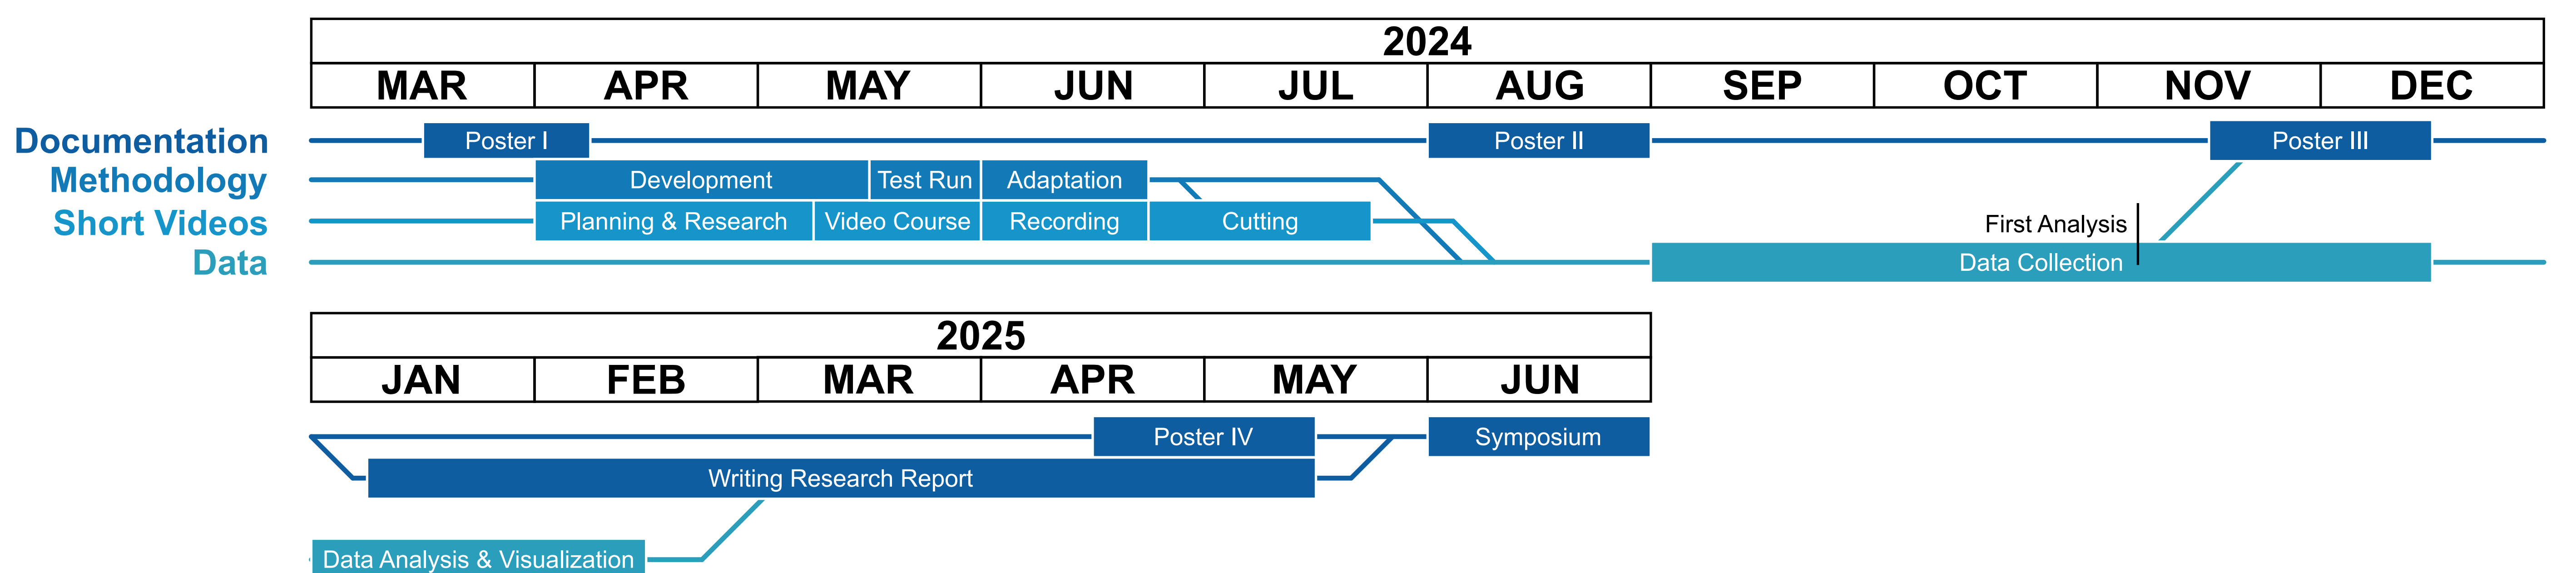 2024
MAR APR MAY JUN JUL AUG SEP OCT NOV DEC
Documentation Poster I Poster II Poster III
Methodology Development Test Run Adaptation
Short Videos Planning & Research Video Course Recording Cutting First Analysis
Data Data Collection
2025
JAN FEB MAR APR MAY JUN
Poster IV Symposium
Writing Research Report
Data Analysis & Visualization